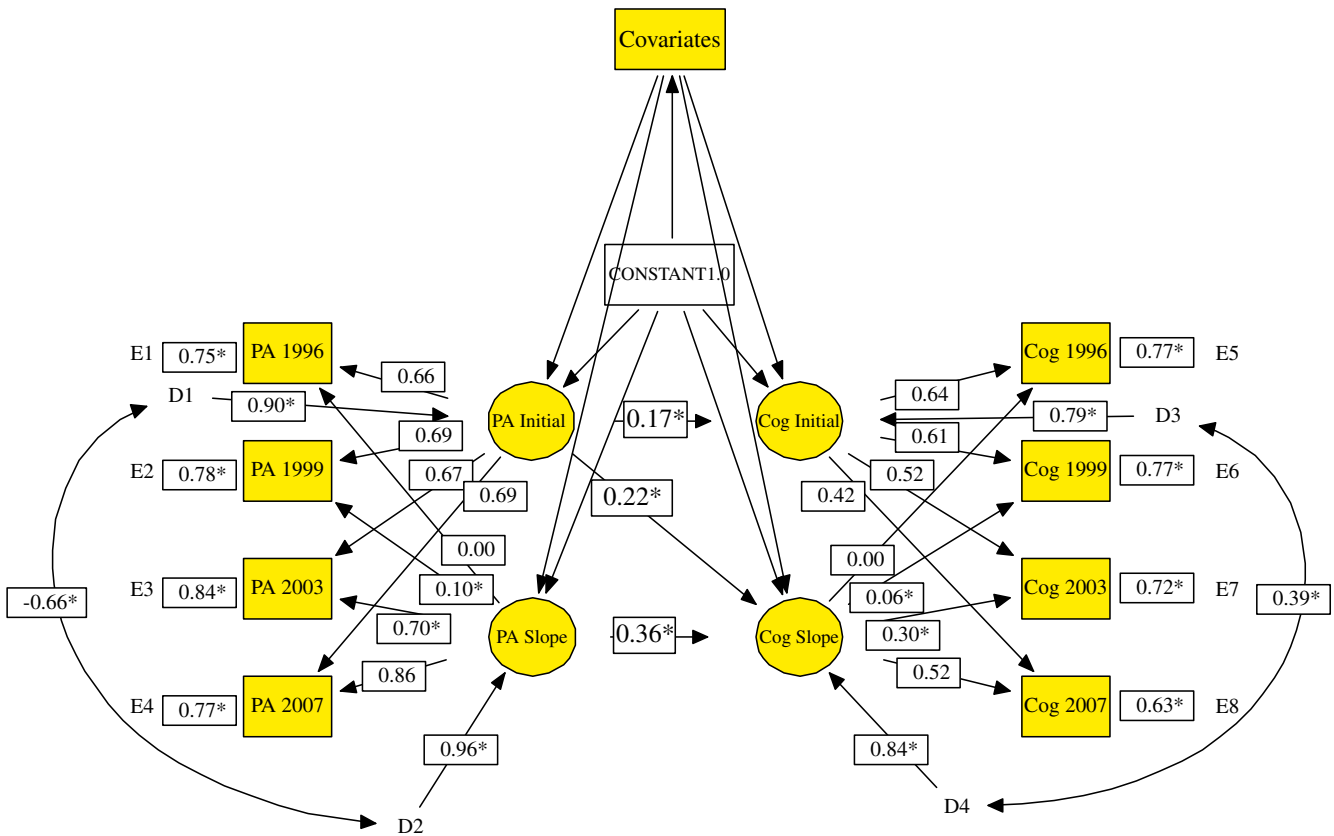 Covariates
CONSTANT1.0
E1
0.75*
PA 1996
0.66
D1
0.90*
0.69
E2
0.78*
PA 1999
0.67
0.69
PA Initial
0.17*
Cog Initial
0.22*
0.64
Cog 1996
0.77*
E5
0.79*
D3
0.61
Cog 1999
0.77*
E6
0.52
0.42
0.00
0.10*
E3
0.84*
PA 2003
0.70*
-0.66*
PA Slope
0.36*
Cog Slope
0.00
0.06*
0.30*
Cog 2003
0.72*
E7
0.39*
0.86
E4
0.77*
PA 2007
0.52
Cog 2007
0.63*
E8
0.96*
0.84*
D2
D4